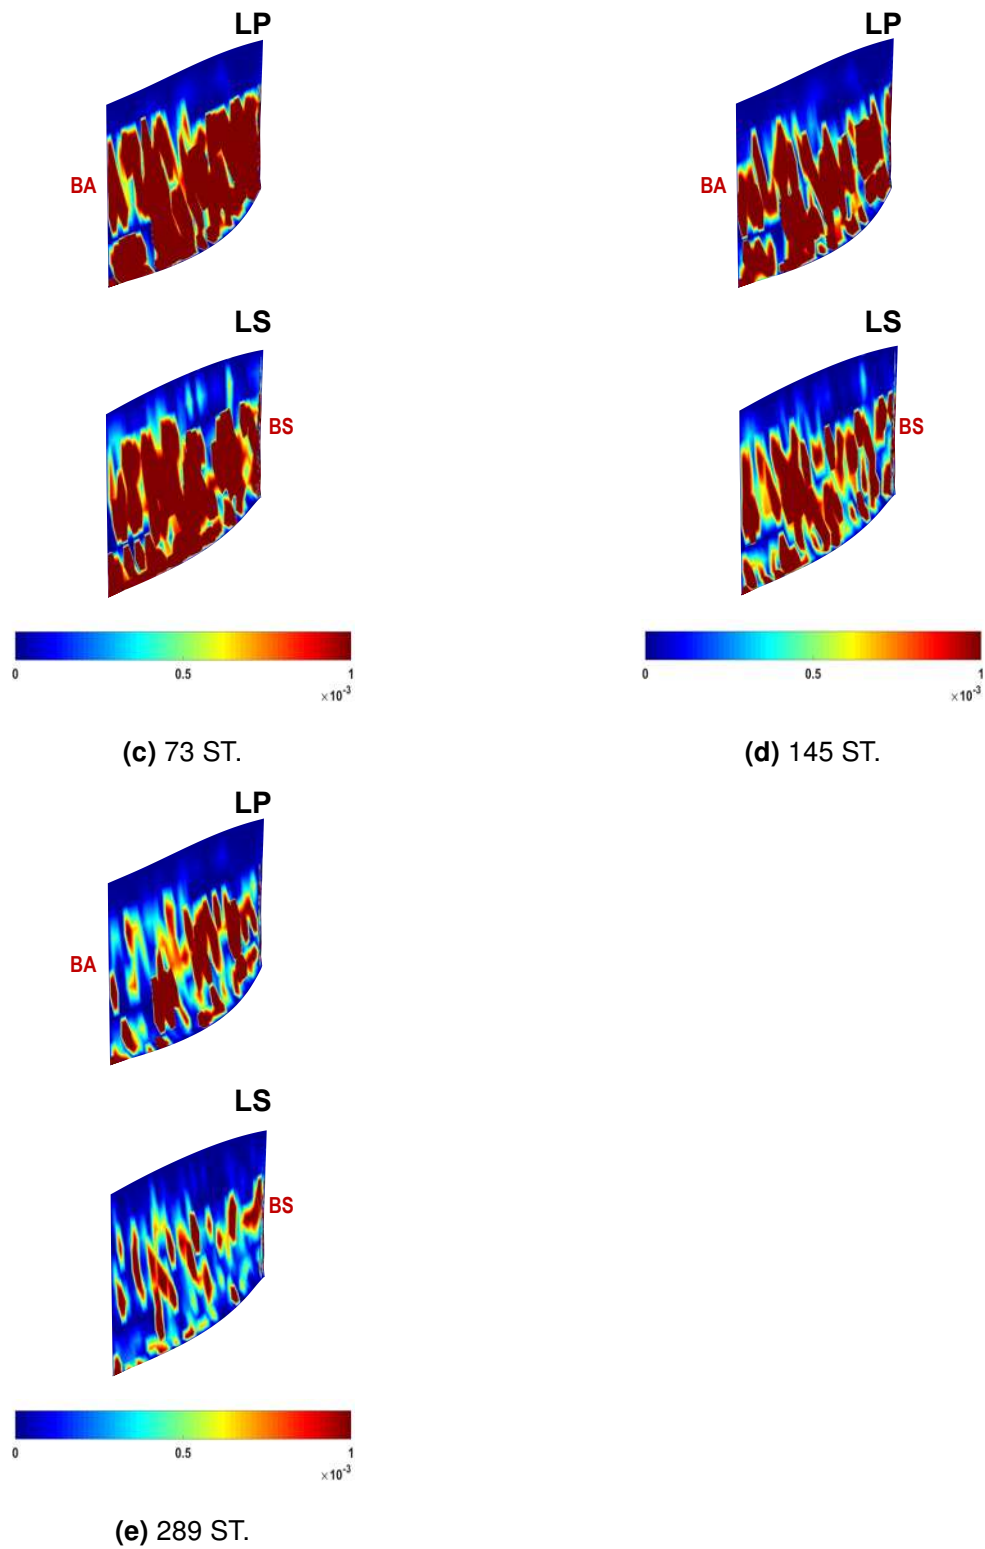 LP LP
BA BA
LS LS
BS BS
0 0.5 1 0 0.5 1
×10-3 ×10-3
(c) 73 ST. (d) 145 ST.
LP
BA
LS
BS
0 0.5 1
×10-3
(e) 289 ST.